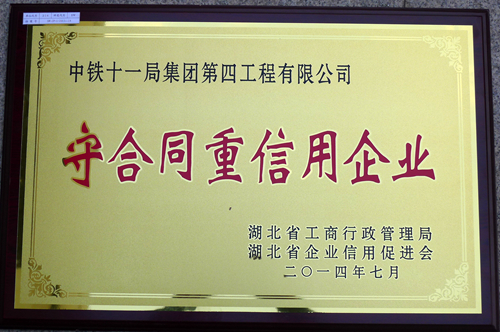 中铁十一局集团第四工程有限公司
守合同重信用企业
湖北省工商行政管理局
湖北省企业信用促进会
二〇一四年七月